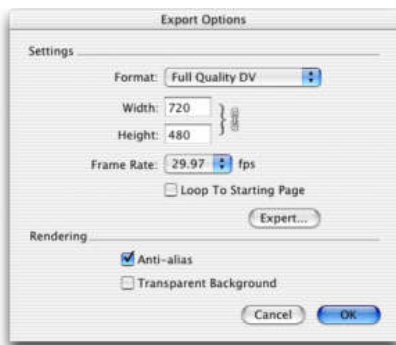 Export Options
Settings
Format: Full Quality DV
Width: 720
Height: 480
Frame Rate: 29.97 fps
Loop To Starting Page
Expert...
Rendering
Anti-alias
Transparent Background
Cancel OK